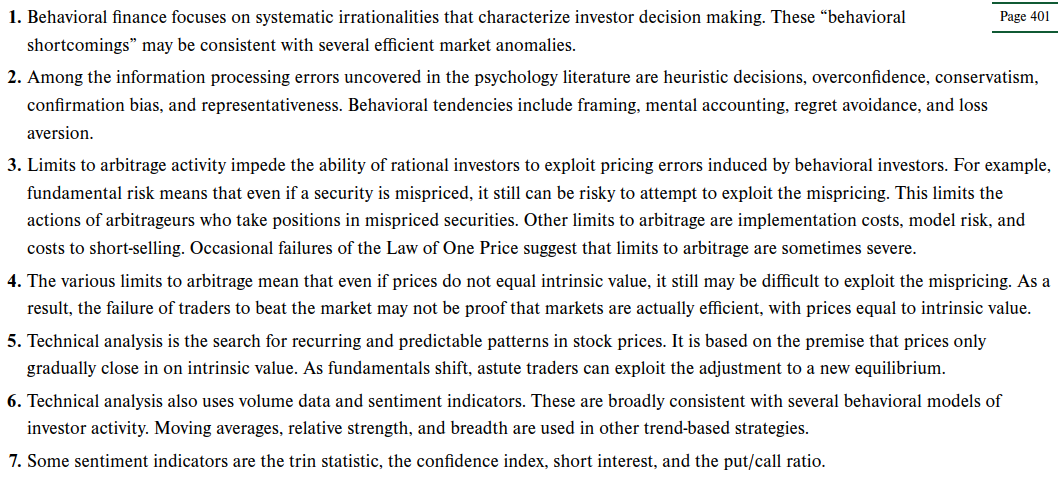 1. Behavioral finance focuses on systematic irrationalities that characterize investor decision making. These “behavioral
Page 401
shortcomings” may be consistent with several efficient market anomalies.
2. Among the information processing errors uncovered in the psychology literature are heuristic decisions, overconfidence, conservatism,
confirmation bias, and representativeness. Behavioral tendencies include framing, mental accounting, regret avoidance, and loss
aversion.
3. Limits to arbitrage activity impede the ability of rational investors to exploit pricing errors induced by behavioral investors. For example,
fundamental risk means that even if a security is mispriced, it still can be risky to attempt to exploit the mispricing. This limits the
actions of arbitrageurs who take positions in mispriced securities. Other limits to arbitrage are implementation costs, model risk, and
costs to short-selling. Occasional failures of the Law of One Price suggest that limits to arbitrage are sometimes severe.
4. The various limits to arbitrage mean that even if prices do not equal intrinsic value, it still may be difficult to exploit the mispricing. As a
result, the failure of traders to beat the market may not be proof that markets are actually efficient, with prices equal to intrinsic value.
5. Technical analysis is the search for recurring and predictable patterns in stock prices. It is based on the premise that prices only
gradually close in on intrinsic value. As fundamentals shift, astute traders can exploit the adjustment to a new equilibrium.
6. Technical analysis also uses volume data and sentiment indicators. These are broadly consistent with several behavioral models of
investor activity. Moving averages, relative strength, and breadth are used in other trend-based strategies.
7. Some sentiment indicators are the trin statistic, the confidence index, short interest, and the put/call ratio.